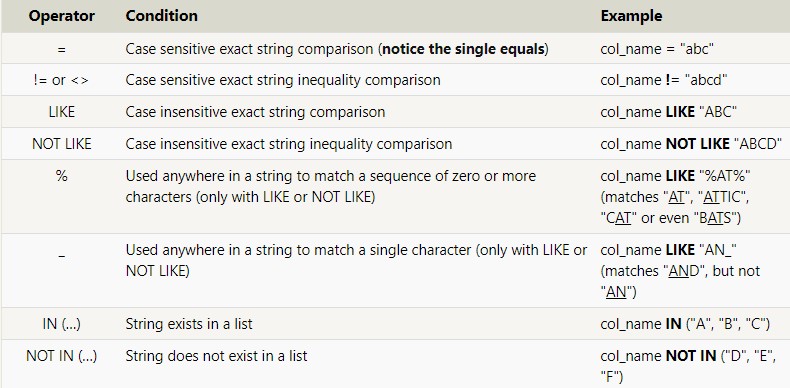 Operator Condition Example
= Case sensitive exact string comparison (notice the single equals) col_name = "abc"
!= or <> Case sensitive exact string inequality comparison col_name != "abcd"
LIKE Case insensitive exact string comparison col_name LIKE "ABC"
NOT LIKE Case insensitive exact string inequality comparison col_name NOT LIKE "ABCD"
% Used anywhere in a string to match a sequence of zero or more col_name LIKE "%AT%"
characters (only with LIKE or NOT LIKE) (matches "AT", "ATTIC",
"CAT" or even "BATS")
_ Used anywhere in a string to match a single character (only with LIKE or col_name LIKE "AN_"
NOT LIKE) (matches "AND", but not
"AN")
IN (...) String exists in a list col_name IN ("A", "B", "C")
NOT IN (...) String does not exist in a list col_name NOT IN ("D", "E",
"F")